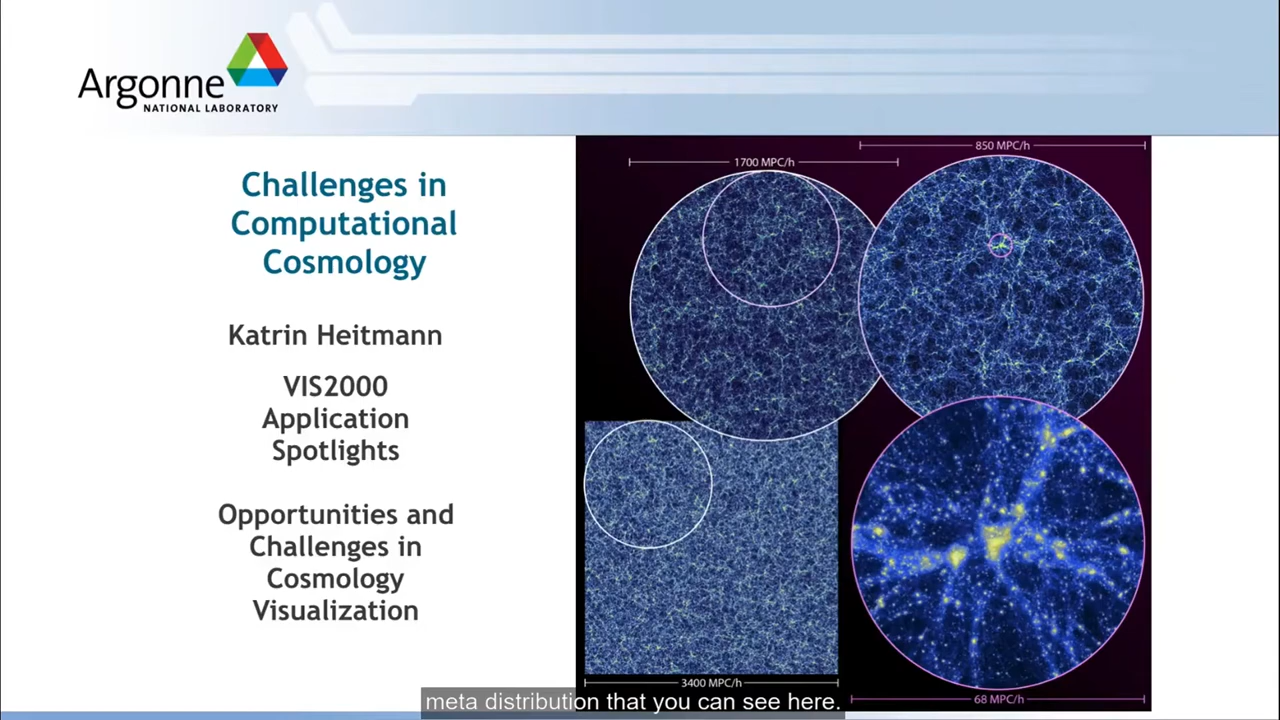 Argonne
NATIONAL LABORATORY
Challenges in
Computational
Cosmology
Katrin Heitmann
VIS2000
Application
Spotlights
Opportunities and
Challenges in
Cosmology
Visualization
1700 MPC/h
850 MPC/h
3400 MPC/h
68 MPC/h
meta distribution that you can see here.